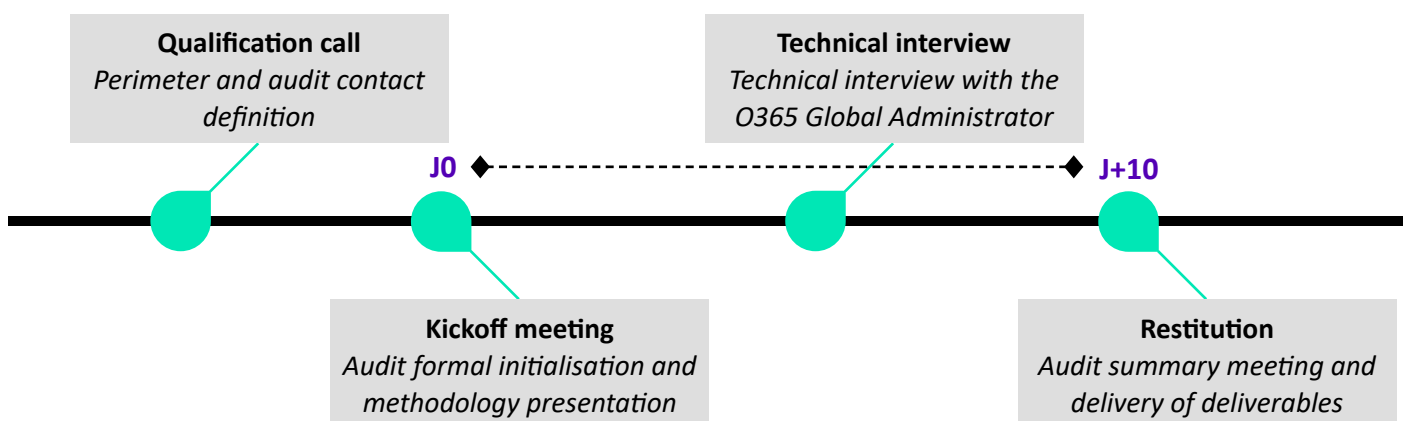 Qualification call
Perimeter and audit contact
definition
Technical interview
Technical interview with the
O365 Global Administrator
J0
J+10
Kickoff meeting
Audit formal initialisation and
methodology presentation
Restitution
Audit summary meeting and
delivery of deliverables